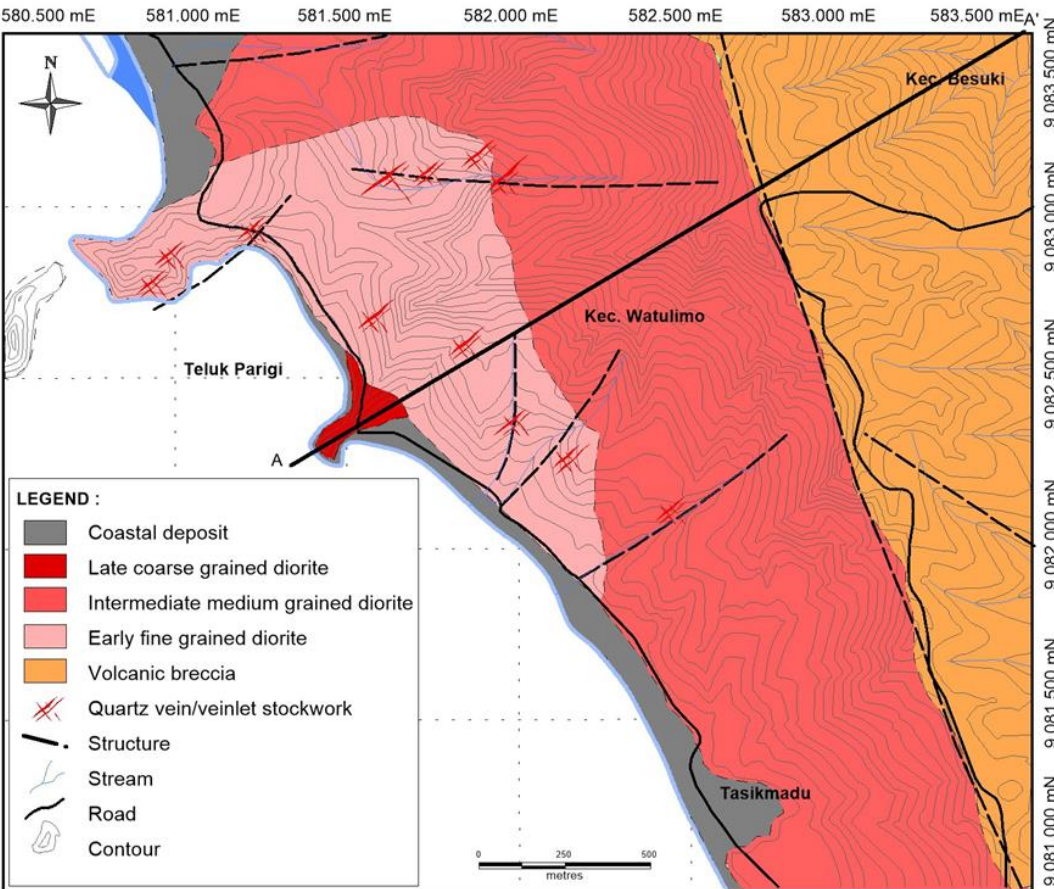 580.500 mE 581.000 mE 581.500 mE 582.000 mE 582.500 mE 583.000 mE 583.500 mE A'
N
Kec. Besuki
9.083.500 mN
9.083.000 mN
Kec. Watulimo
Teluk Parigi
9.082.500 mN
A
LEGEND :
Coastal deposit
Late coarse grained diorite
Intermediate medium grained diorite
Early fine grained diorite
Volcanic breccia
Quartz vein/veinlet stockwork
Structure
Stream
Road
Contour
9.082.000 mN
9.081.500 mN
Tasikmadu
9.081.000 mN
0 250 500
metres